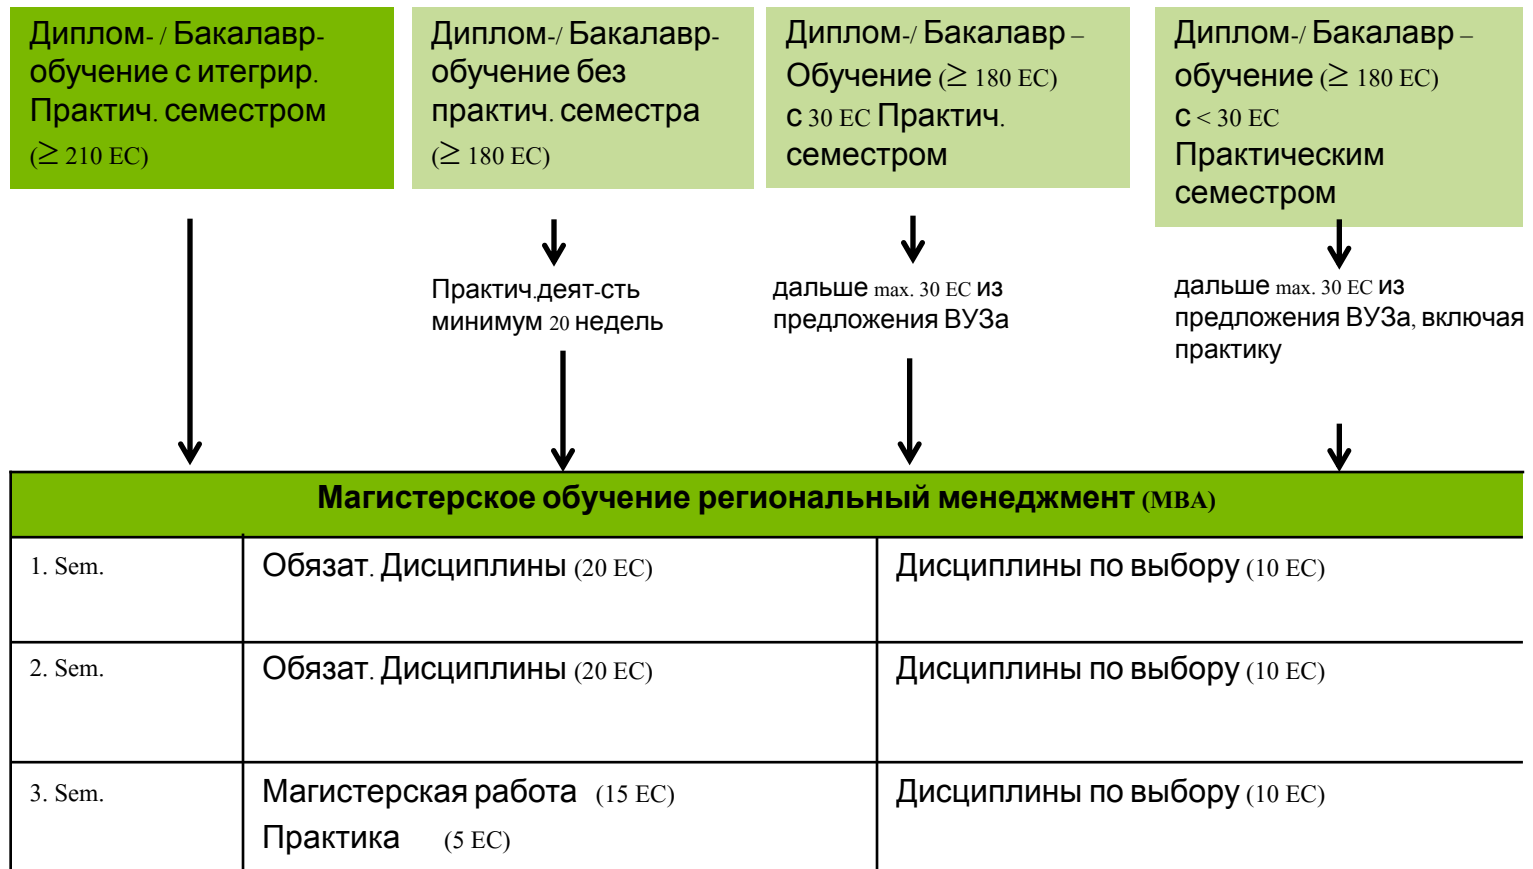 Диплом- / Бакалавр-
обучение с итегрир.
Практич. семестром
(≥ 210 EC)
Диплом-/ Бакалавр-
обучение без
практич. семестра
(≥ 180 EC)
Диплом-/ Бакалавр –
Обучение (≥ 180 EC)
с 30 EC Практич.
семестром
Диплом-/ Бакалавр –
обучение (≥ 180 EC)
с < 30 EC
Практическим
семестром
Практич.деят-сть
минимум 20 недель
дальше max. 30 EC из
предложения ВУЗа
дальше max. 30 EC из
предложения ВУЗа, включая
практику
Магистерское обучение региональный менеджмент (MBA)
1. Sem.
Обязат. Дисциплины (20 EC)
Дисциплины по выбору (10 EC)
2. Sem.
Обязат. Дисциплины (20 EC)
Дисциплины по выбору (10 EC)
3. Sem.
Магистерская работа (15 EC)
Практика (5 EC)
Дисциплины по выбору (10 EC)